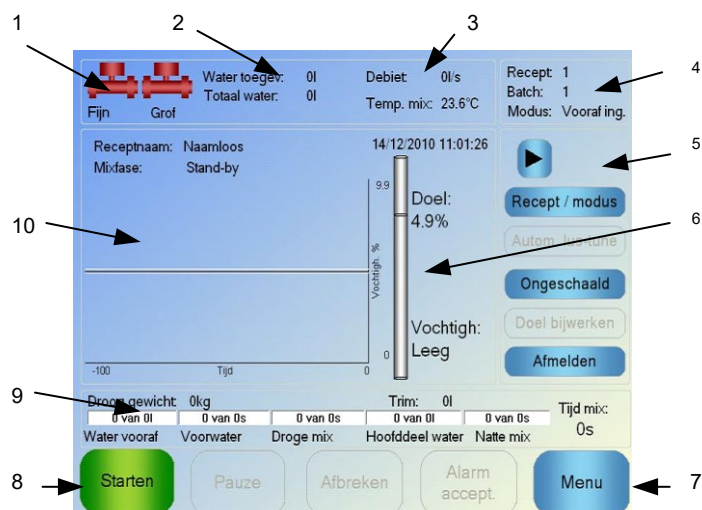 1
2
3
4
5
6
7
8
9
10
Fijn
Grof
Water toegev: 0l
Totaal water: 0l
Debiet: 0l/s
Temp. mix: 23.6°C
Recept: 1
Batch: 1
Modus: Vooraf ing.
Receptnaam: Naamloos
Mixfase: Stand-by
14/12/2010 11:01:26
9.9
Vochtigh. %
0
-100
Tijd
0
Doel:
4.9%
Vochtigh:
Leeg
Recept / modus
Autom. lus-tune
Ongeschaald
Doel bijwerken
Afmelden
Droog gewicht: 0kg
Trim: 0l
0 van 0l
0 van 0s
0 van 0s
0 van 0l
0 van 0s
Water vooraf
Voorwater
Droge mix
Hoofddeel water
Natte mix
Tijd mix:
0s
Starten
Pauze
Afbreken
Alarm
accept.
Menu